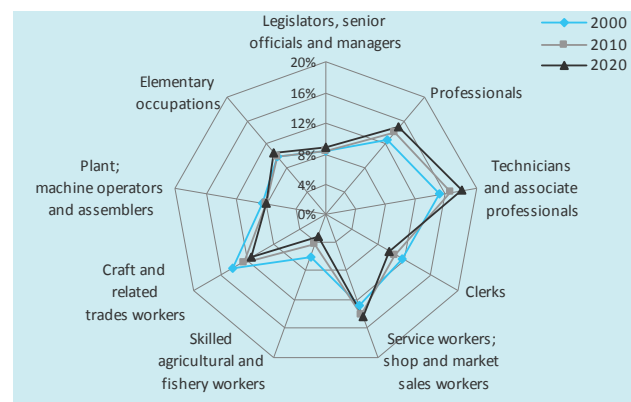 Legislators, senior
officials and managers
2000
2010
2020
20%
16%
12%
8%
4%
0%
Professionals
Technicians
and associate
professionals
Clerks
Service workers;
shop and market
sales workers
Skilled
agricultural and
fishery workers
Craft and
related
trades workers
Plant;
machine operators
and assemblers
Elementary
occupations